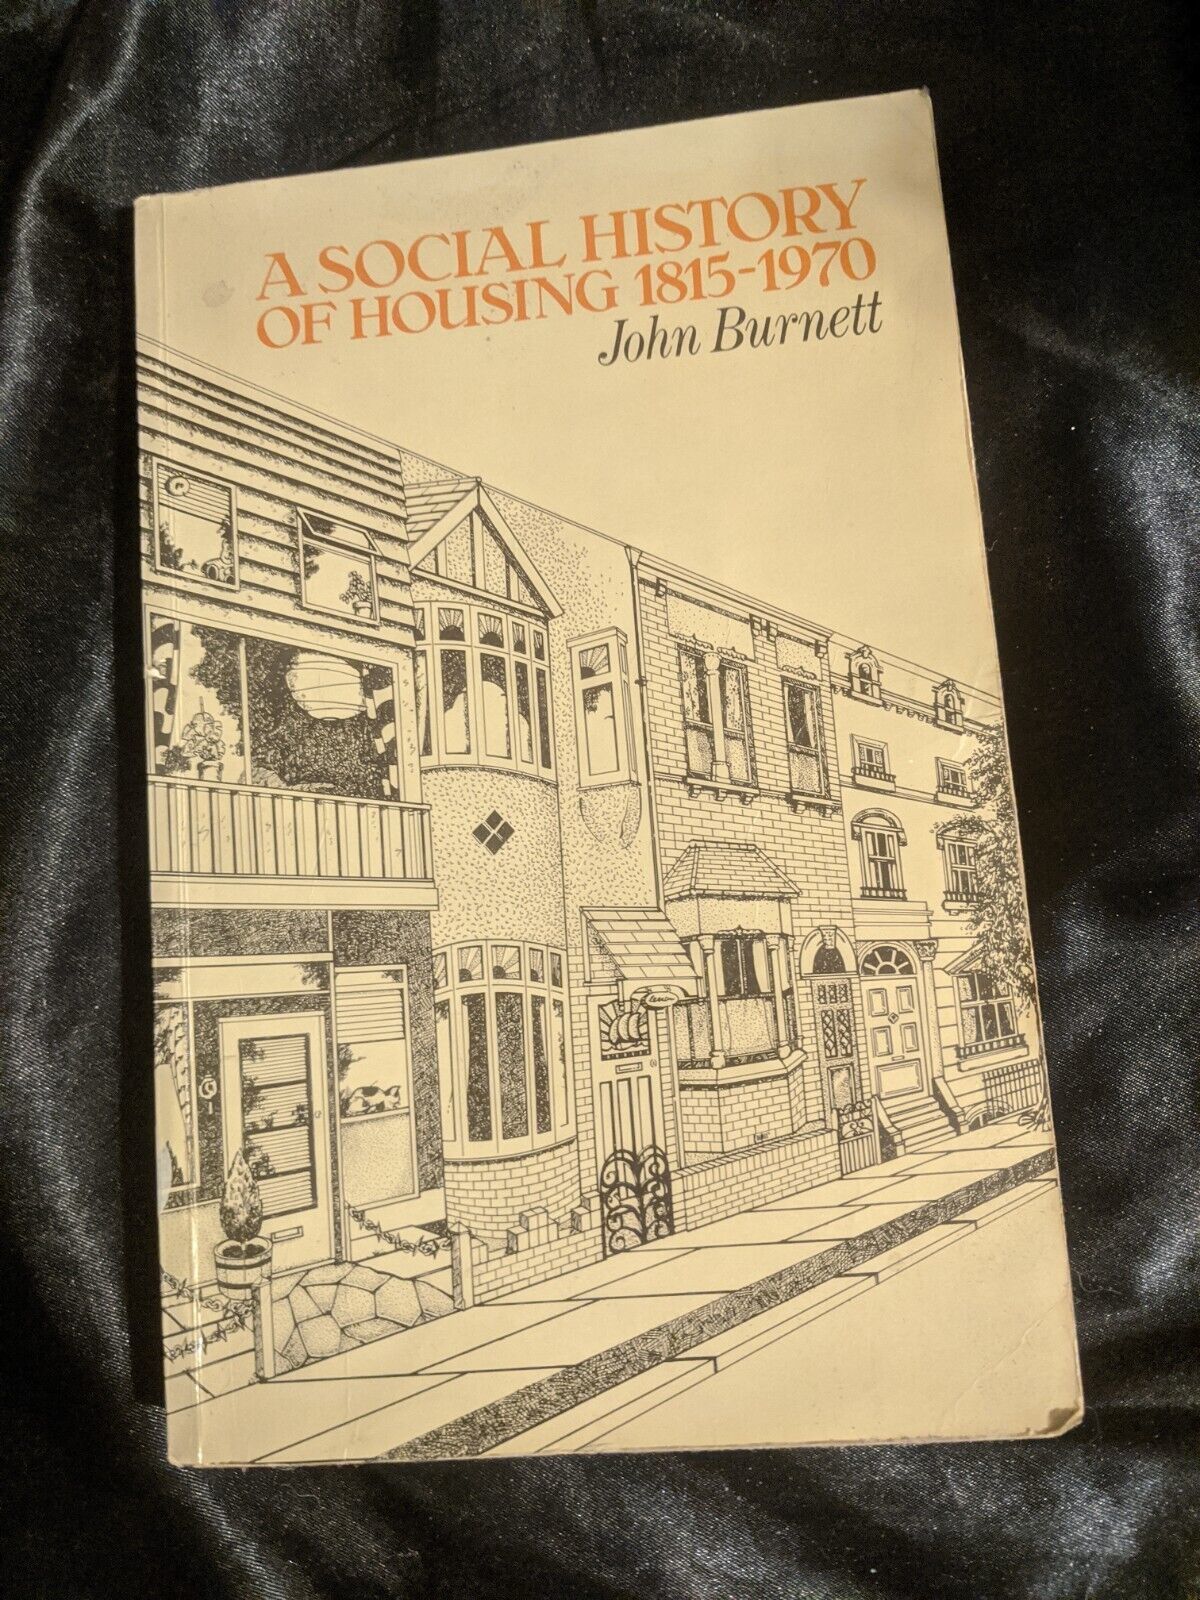 A SOCIAL HISTORY
OF HOUSING 1815-1970
John Burnett